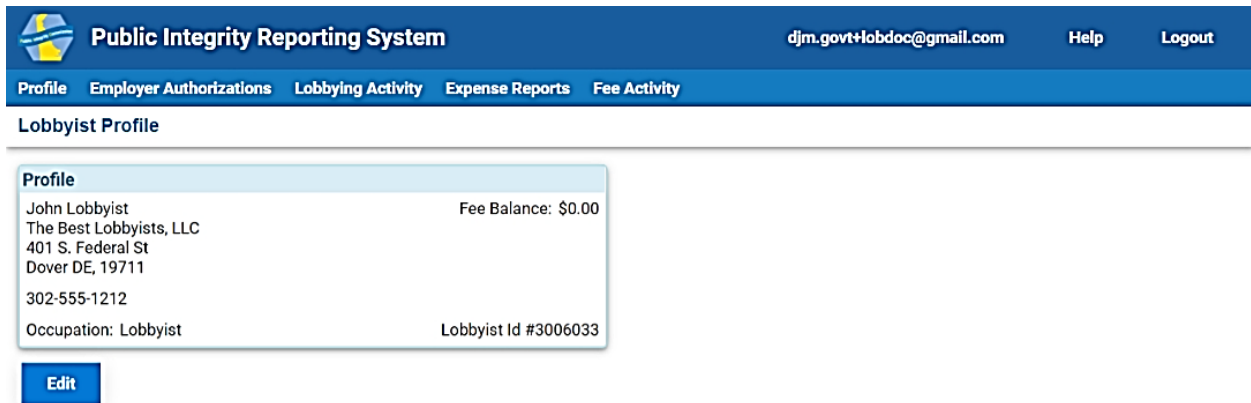 Public Integrity Reporting System djm.govt+lobdoc@gmail.com Help Logout
Profile Employer Authorizations Lobbying Activity Expense Reports Fee Activity
Lobbyist Profile
Profile
John Lobbyist Fee Balance: $0.00
The Best Lobbyists, LLC
401 S. Federal St
Dover DE, 19711
302-555-1212
Occupation: Lobbyist Lobbyist Id #3006033
Edit